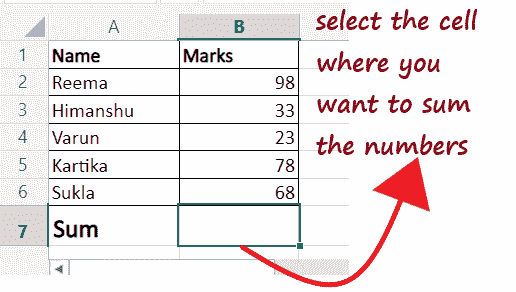 A B
1 Name Marks
2 Reema 98
3 Himanshu 33
4 Varun 23
5 Kartika 78
6 Sukla 68
7 Sum
select the cell
where you
want to sum
the numbers